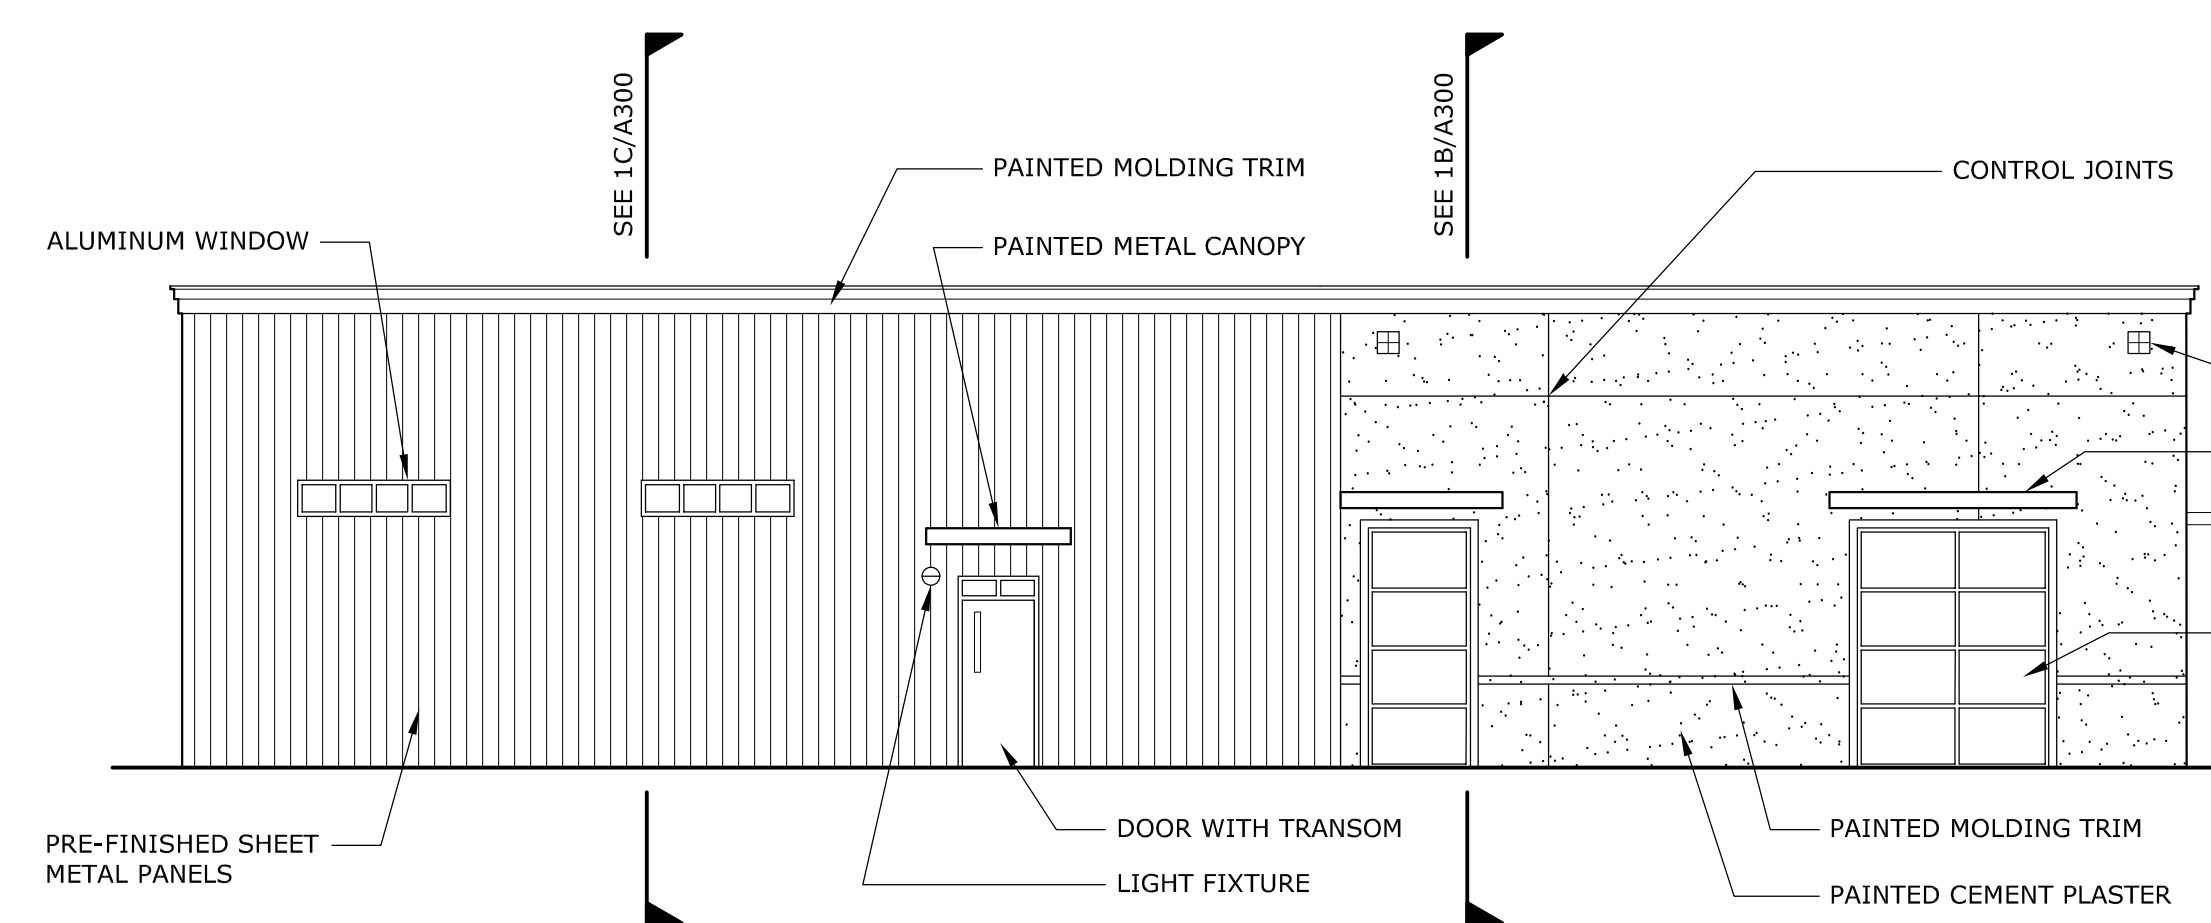 SEE 1C/A300
SEE 1B/A300
PAINTED MOLDING TRIM
CONTROL JOINTS
ALUMINUM WINDOW
PAINTED METAL CANOPY
PRE-FINISHED SHEET
METAL PANELS
DOOR WITH TRANSOM
LIGHT FIXTURE
PAINTED MOLDING TRIM
PAINTED CEMENT PLASTER